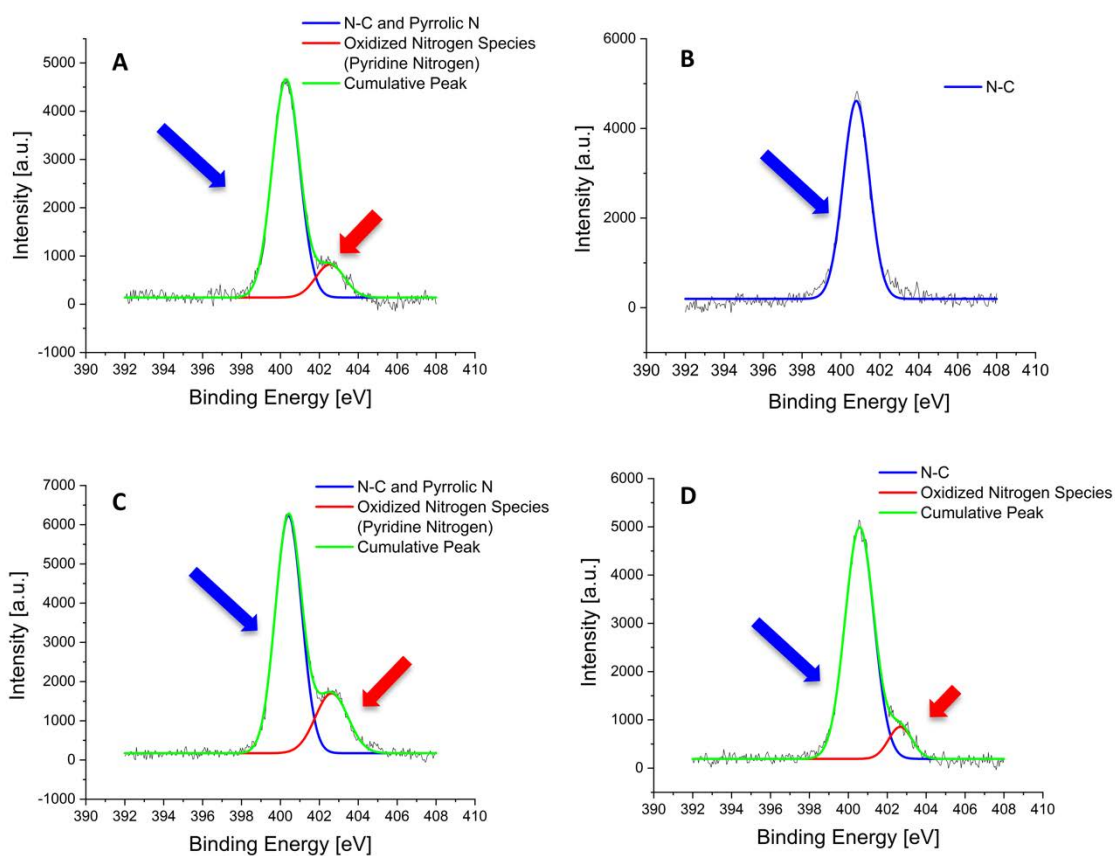 A
N-C and Pyrrolic N
Oxidized Nitrogen Species
(Pyridine Nitrogen)
Cumulative Peak
5000
4000
3000
2000
1000
0
-1000
390 392 394 396 398 400 402 404 406 408 410
Intensity [a.u.]
Binding Energy [eV]
B
N-C
6000
4000
2000
0
390 392 394 396 398 400 402 404 406 408 410
Intensity [a.u.]
Binding Energy [eV]
C
N-C and Pyrrolic N
Oxidized Nitrogen Species
(Pyridine Nitrogen)
Cumulative Peak
7000
6000
5000
4000
3000
2000
1000
0
-1000
390 392 394 396 398 400 402 404 406 408 410
Intensity [a.u.]
Binding Energy [eV]
D
N-C
Oxidized Nitrogen Species
Cumulative Peak
6000
5000
4000
3000
2000
1000
0
390 392 394 396 398 400 402 404 406 408 410
Intensity [a.u.]
Binding Energy [eV]